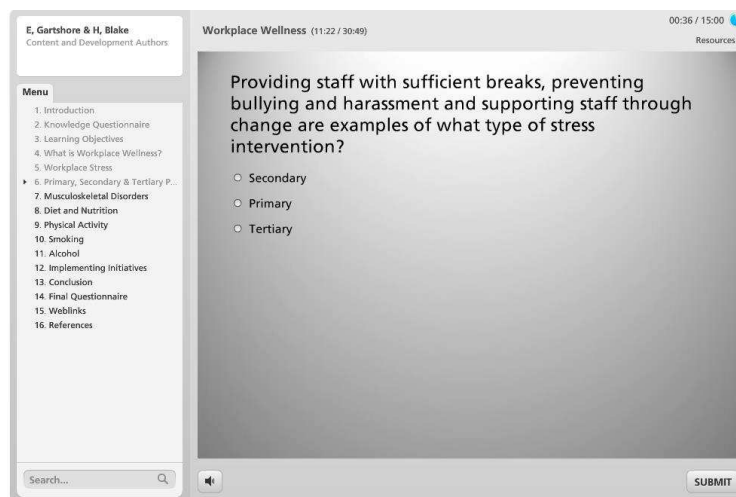 E, Gartshore & H, Blake
Content and Development Authors
Workplace Wellness (11:22 / 30:49)
00:36 / 15:00
Resources
Menu
1. Introduction
2. Knowledge Questionnaire
3. Learning Objectives
4. What is Workplace Wellness?
5. Workplace Stress
6. Primary, Secondary & Tertiary P...
7. Musculoskeletal Disorders
8. Diet and Nutrition
9. Physical Activity
10. Smoking
11. Alcohol
12. Implementing Initiatives
13. Conclusion
14. Final Questionnaire
15. Weblinks
16. References
Search...
Providing staff with sufficient breaks, preventing
bullying and harassment and supporting staff through
change are examples of what type of stress
intervention?
Secondary
Primary
Tertiary
SUBMIT